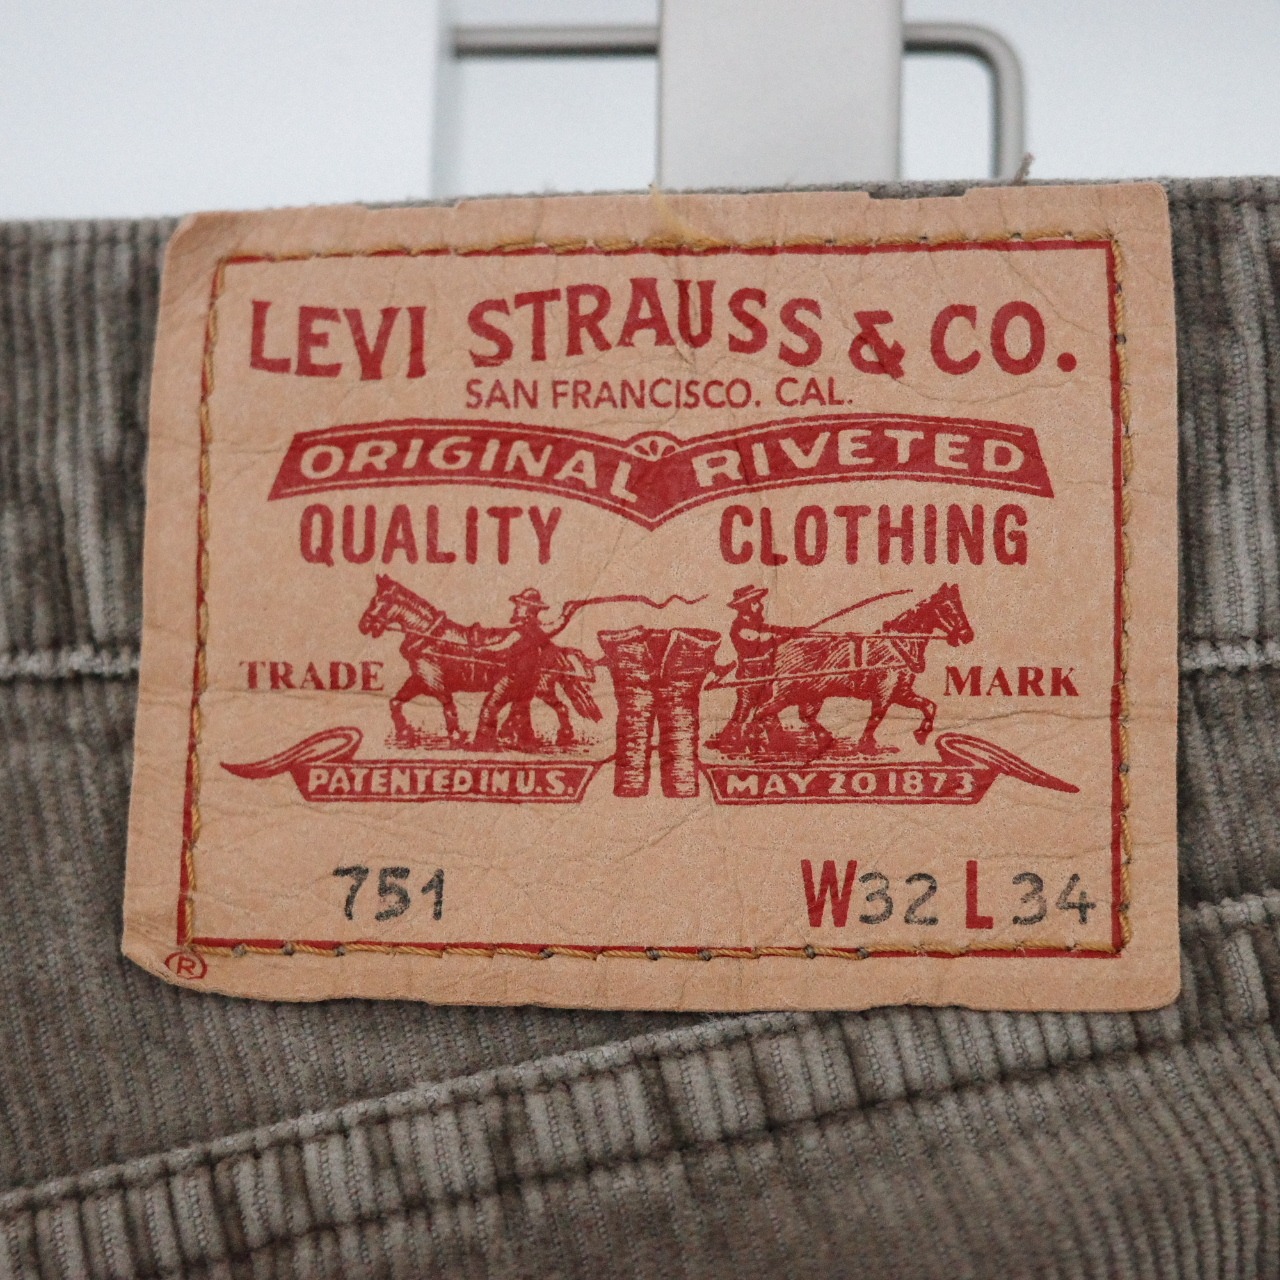 LEVI STRAUSS & CO.
SAN FRANCISCO. CAL.
ORIGINAL RIVETED
QUALITY CLOTHING
TRADE MARK
PATENTED IN U.S. MAY 20 1873
751 W32 L34
®